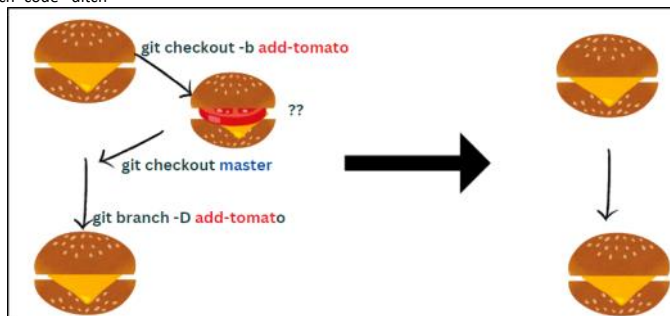 git checkout -b add-tomato
??
git checkout master
git branch -D add-tomato